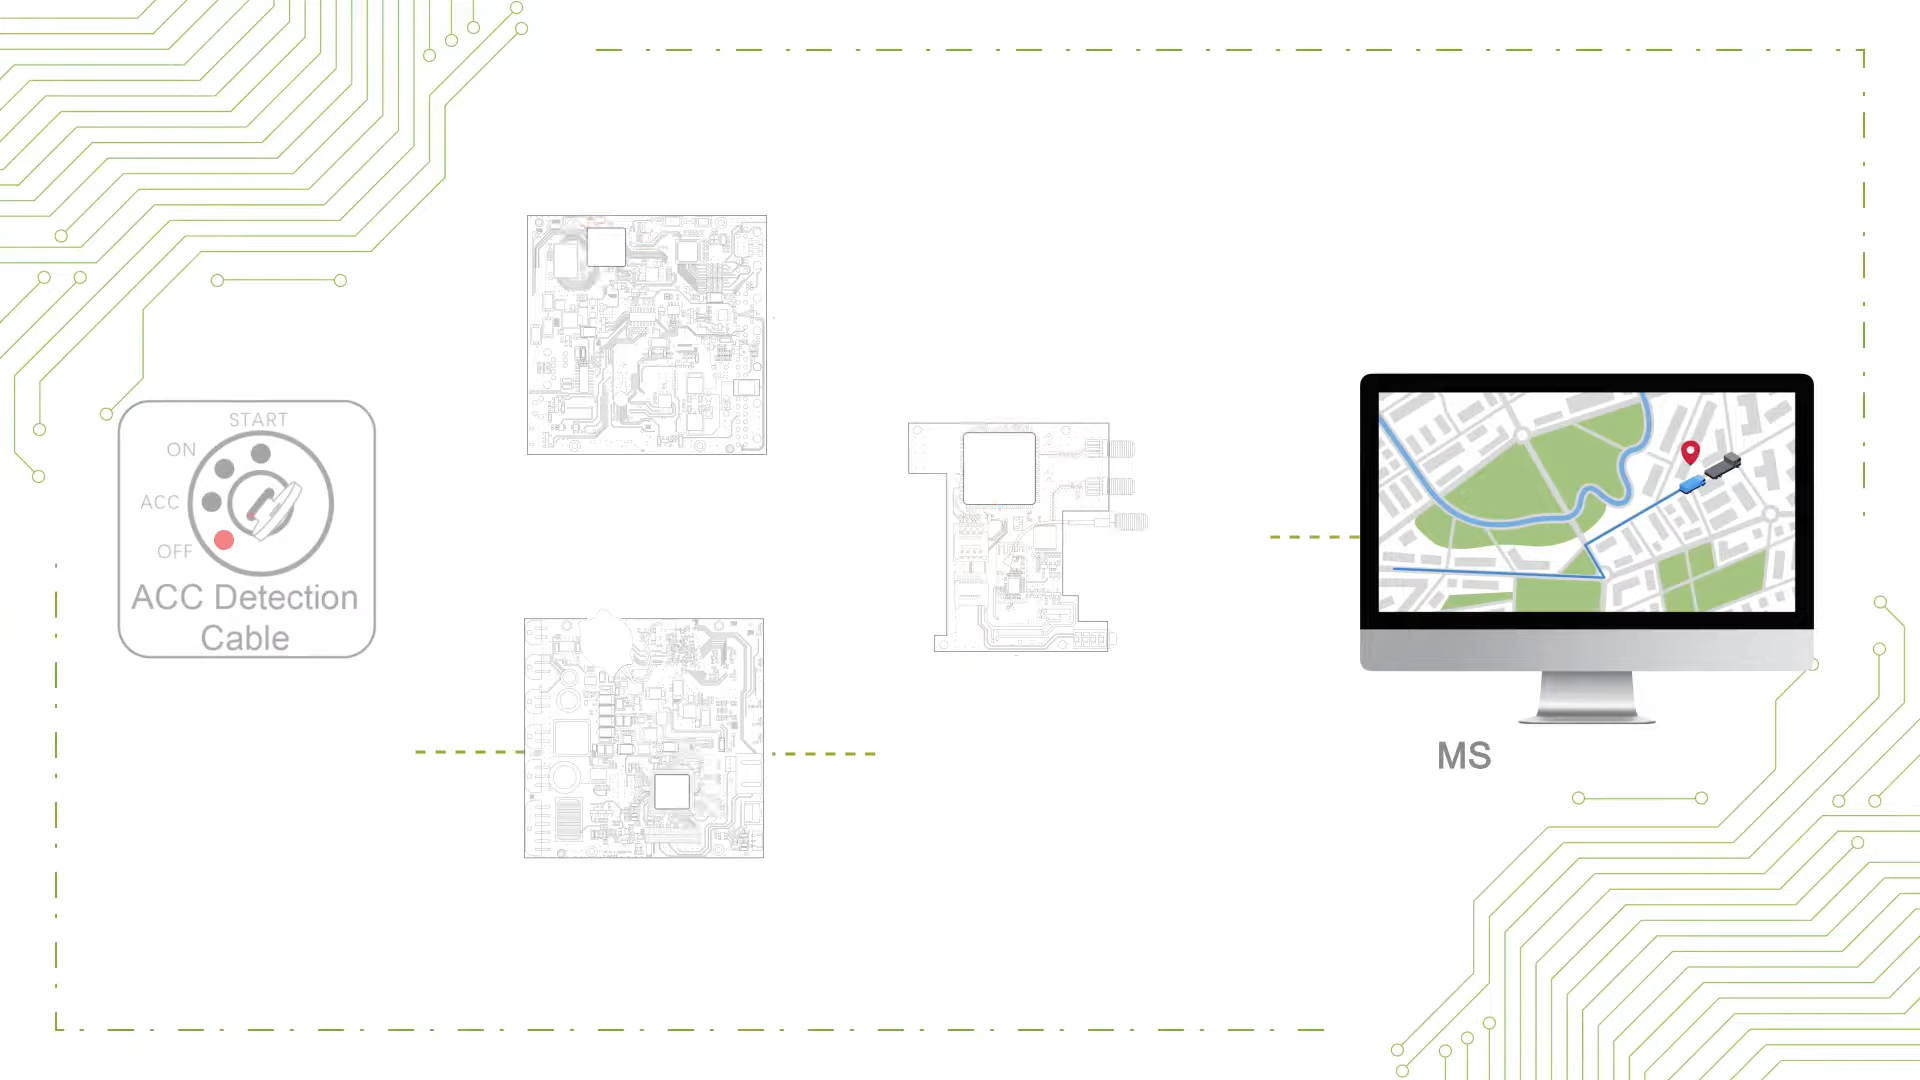 START
ON
ACC
OFF
ACC Detection
Cable
MS